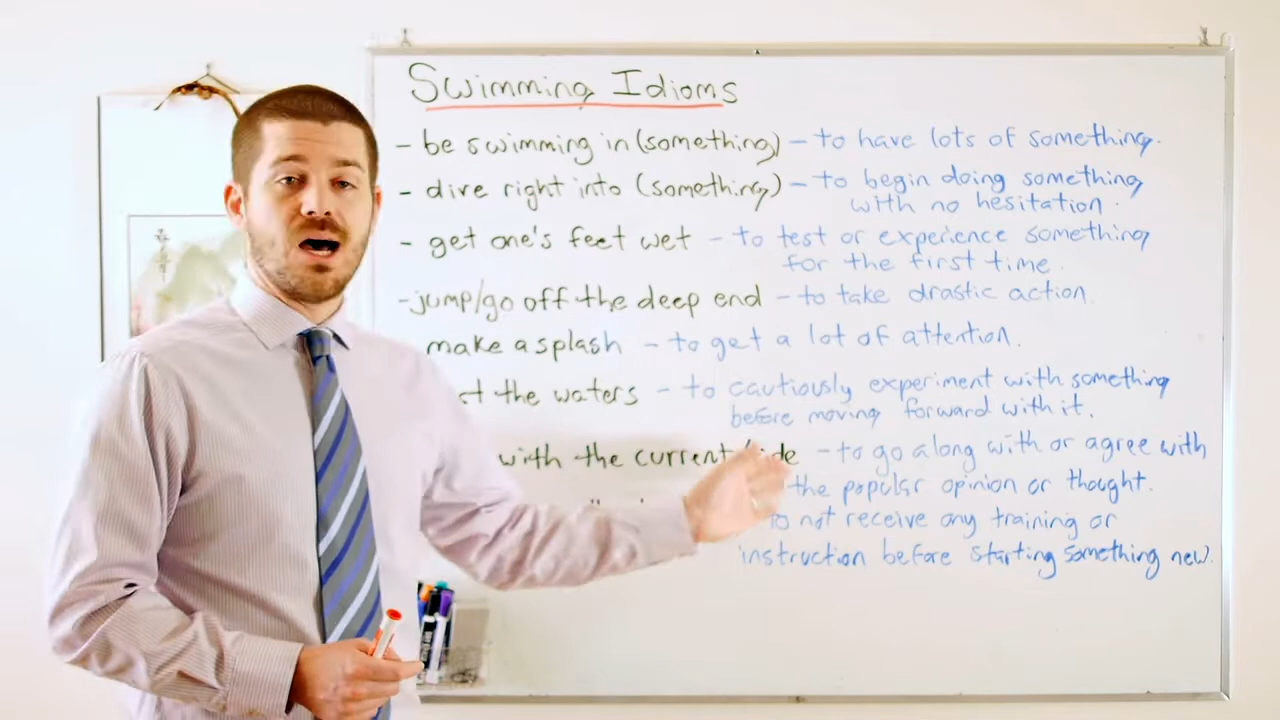 Swimming Idioms
- be swimming in (something) - to have lots of something.
- dive right into (something) - to begin doing something
with no hesitation.
- get one's feet wet - to test or experience something
for the first time.
- jump/go off the deep end - to take drastic action.
make a splash - to get a lot of attention.
the waters - to cautiously experiment with something
before moving forward with it.
with the current - to go along with or agree with
the popular opinion or thought.
to not receive any training or
instruction before starting something new.